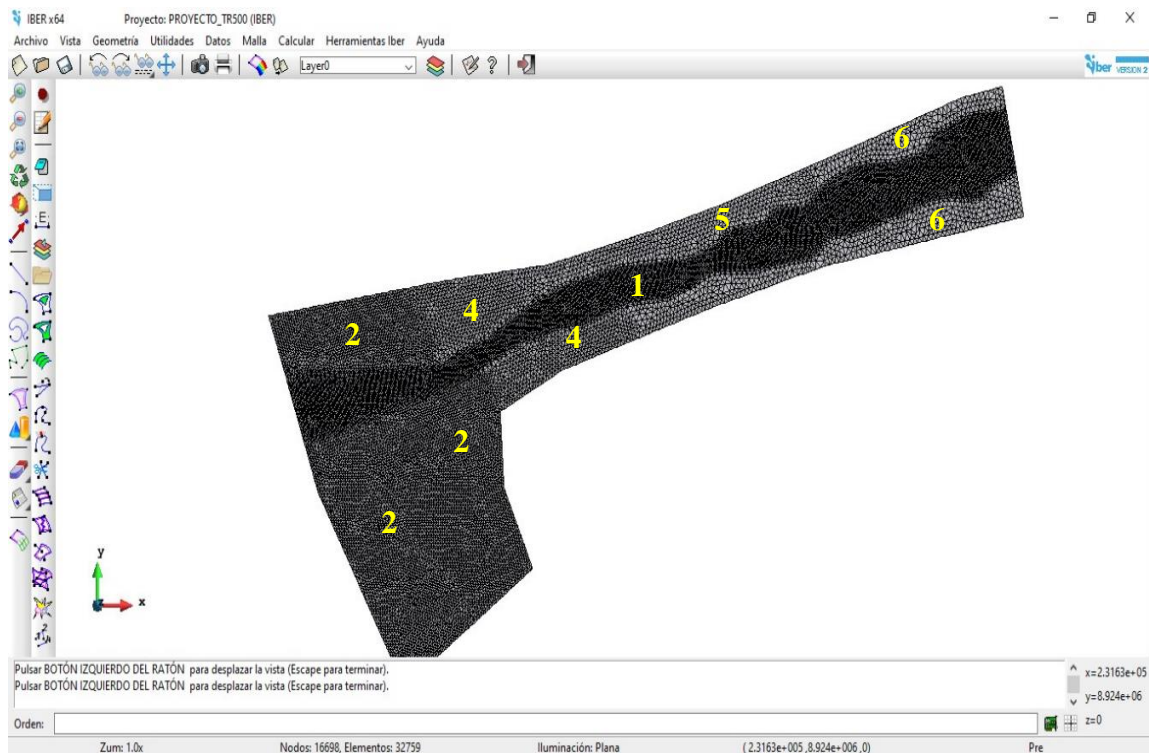 IBER x64 Proyecto: PROYECTO_TR500 (IBER)
Archivo Vista Geometría Utilidades Datos Malla Calcular Herramientas Iber Ayuda
Layer0
Iber VERSION 2
6
5
6
1
4
2
4
2
2
y
x
Pulsar BOTÓN IZQUIERDO DEL RATÓN para desplazar la vista (Escape para terminar).
Pulsar BOTÓN IZQUIERDO DEL RATÓN para desplazar la vista (Escape para terminar).
x=2.3163e+05
y=8.924e+06
z=0
Orden:
Zum: 1.0x Nodos: 16698, Elementos: 32759 Iluminación: Plana ( 2.3163e+005 ,8.924e+006 ,0) Pre